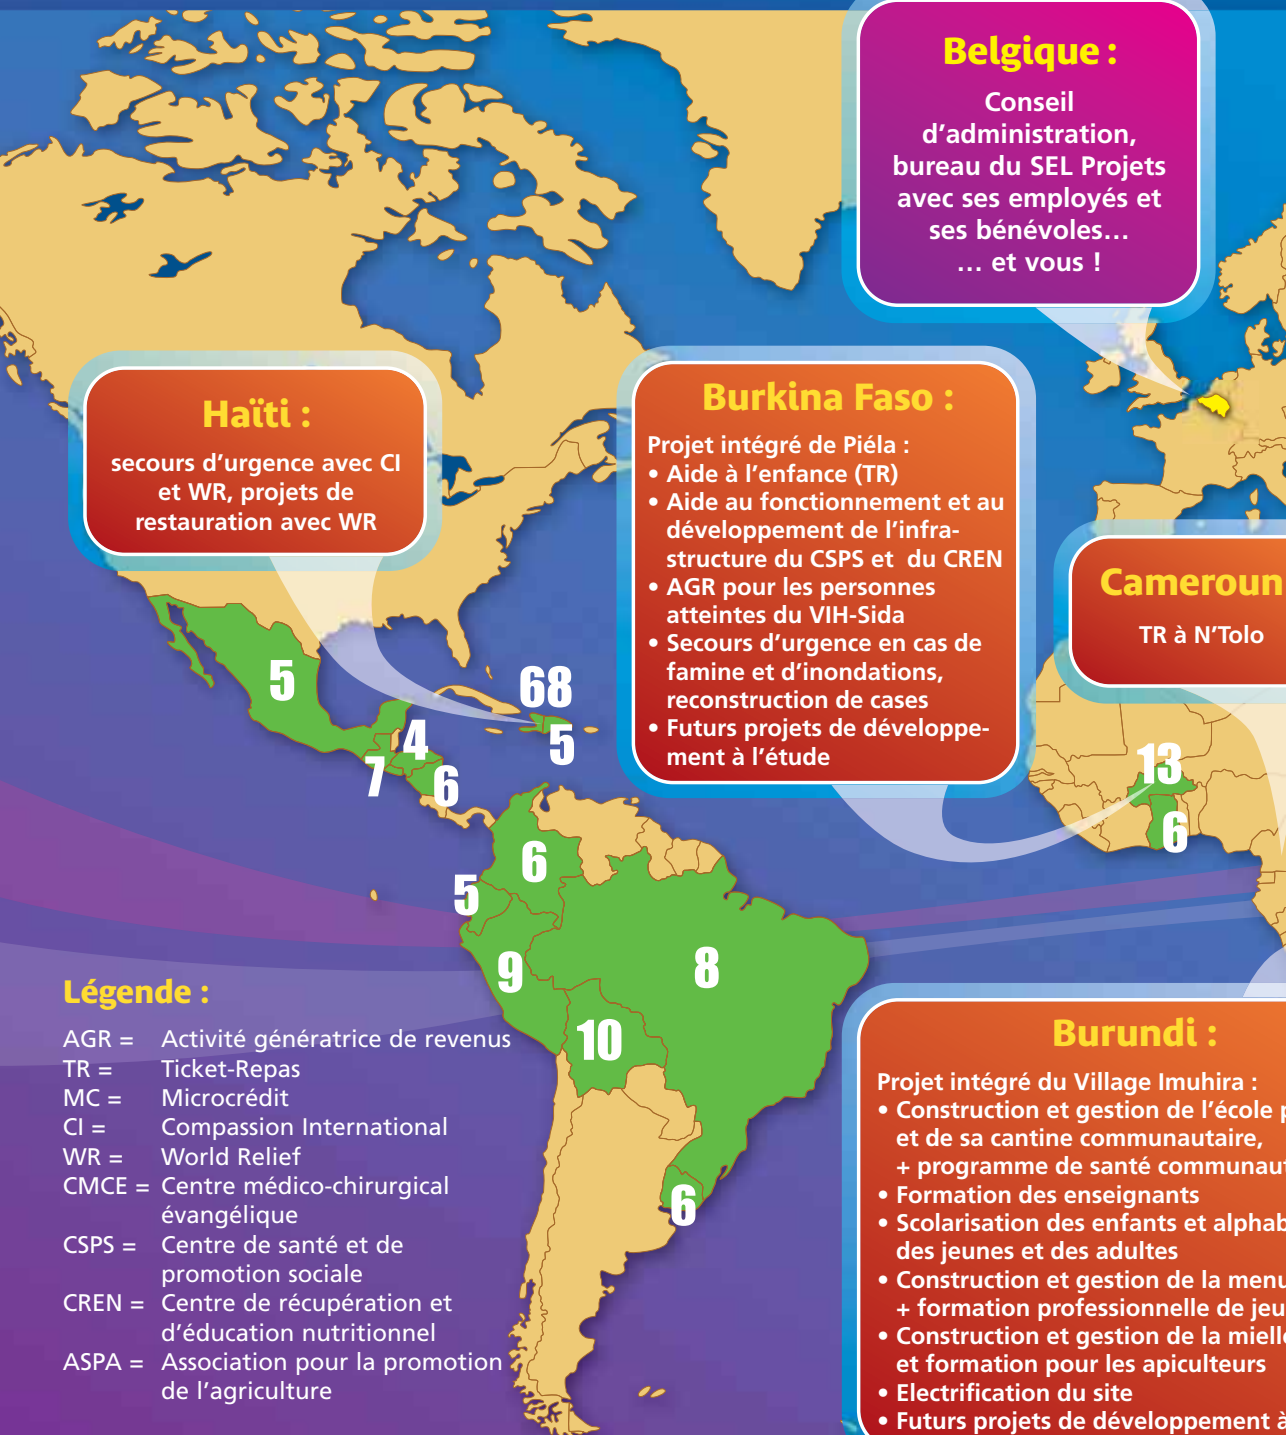 Belgique :
Conseil
d’administration,
bureau du SEL Projets
avec ses employés et
ses bénévoles…
… et vous !
Haïti :
secours d’urgence avec CI
et WR, projets de
restauration avec WR
Burkina Faso :
Projet intégré de Piéla :
• Aide à l’enfance (TR)
• Aide au fonctionnement et au
développement de l’infra-
structure du CSPS et du CREN
• AGR pour les personnes
atteintes du VIH-Sida
• Secours d’urgence en cas de
famine et d’inondations,
reconstruction de cases
• Futurs projets de développe-
ment à l’étude
Cameroun
TR à N’Tolo
5
68
5
4
7
6
13
6
6
5
9
8
10
6
Légende :
AGR = Activité génératrice de revenus
TR = Ticket-Repas
MC = Microcrédit
CI = Compassion International
WR = World Relief
CMCE = Centre médico-chirurgical
évangélique
CSPS = Centre de santé et de
promotion sociale
CREN = Centre de récupération et
d’éducation nutritionnel
ASPA = Association pour la promotion
de l’agriculture
Burundi :
Projet intégré du Village Imuhira :
• Construction et gestion de l’école
et de sa cantine communautaire,
+ programme de santé
• Formation des enseignants
• Scolarisation des enfants et
des jeunes et des adultes
• Construction et gestion de la
+ formation professionnelle de
• Construction et gestion de la
et formation pour les apiculteurs
• Electrification du site
• Futurs projets de développement à